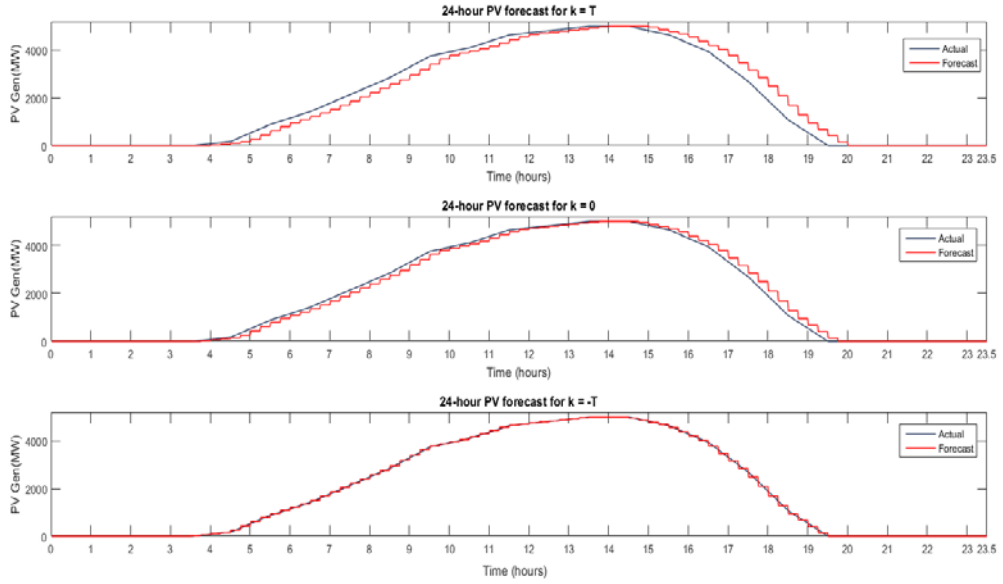 24-hour PV forecast for k = T
PV Gen(MW)
4000
2000
0
Actual
Forecast
0 1 2 3 4 5 6 7 8 9 10 11 12 13 14 15 16 17 18 19 20 21 22 23 23.5
Time (hours)
24-hour PV forecast for k = 0
PV Gen(MW)
4000
2000
0
Actual
Forecast
0 1 2 3 4 5 6 7 8 9 10 11 12 13 14 15 16 17 18 19 20 21 22 23 23.5
Time (hours)
24-hour PV forecast for k = -T
PV Gen(MW)
4000
2000
0
Actual
Forecast
0 1 2 3 4 5 6 7 8 9 10 11 12 13 14 15 16 17 18 19 20 21 22 23 23.5
Time (hours)